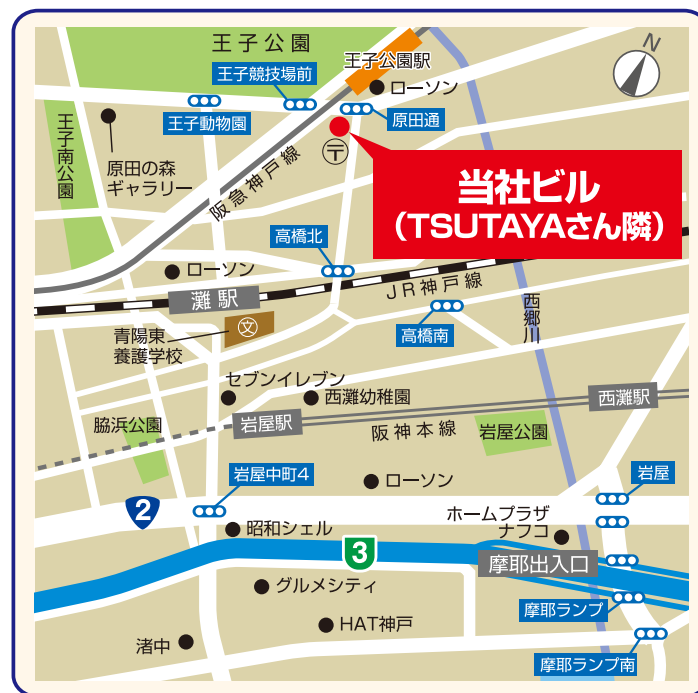 王子公園
王子公園駅
N
王子競技場前
ローソン
王子動物園
原田通
王子南公園
原田の森
ギャラリー
〒
阪急神戸線
当社ビル
（TSUTAYAさん隣）
高橋北
ローソン
灘駅
JR神戸線
西郷川
文
青陽東
養護学校
高橋南
セブンイレブン
西灘幼稚園
西灘駅
脇浜公園
岩屋駅
阪神本線
岩屋公園
岩屋中町4
ローソン
岩屋
2
昭和シェル
ホームプラザ
ナフコ
3
摩耶出入口
グルメシティ
摩耶ランプ
HAT神戸
渚中
摩耶ランプ南